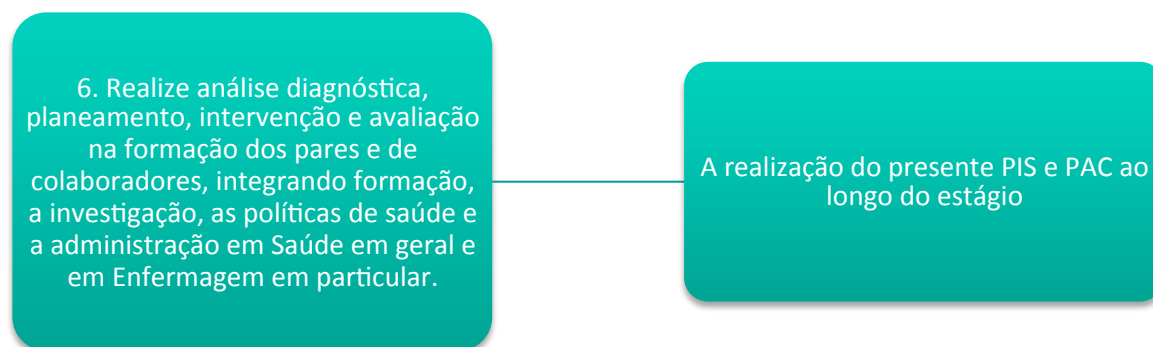 6. Realize análise diagnóstica,
planeamento, intervenção e avaliação
na formação dos pares e de
colaboradores, integrando formação,
a investigação, as políticas de saúde e
a administração em Saúde em geral e
em Enfermagem em particular.
A realização do presente PIS e PAC ao
longo do estágio